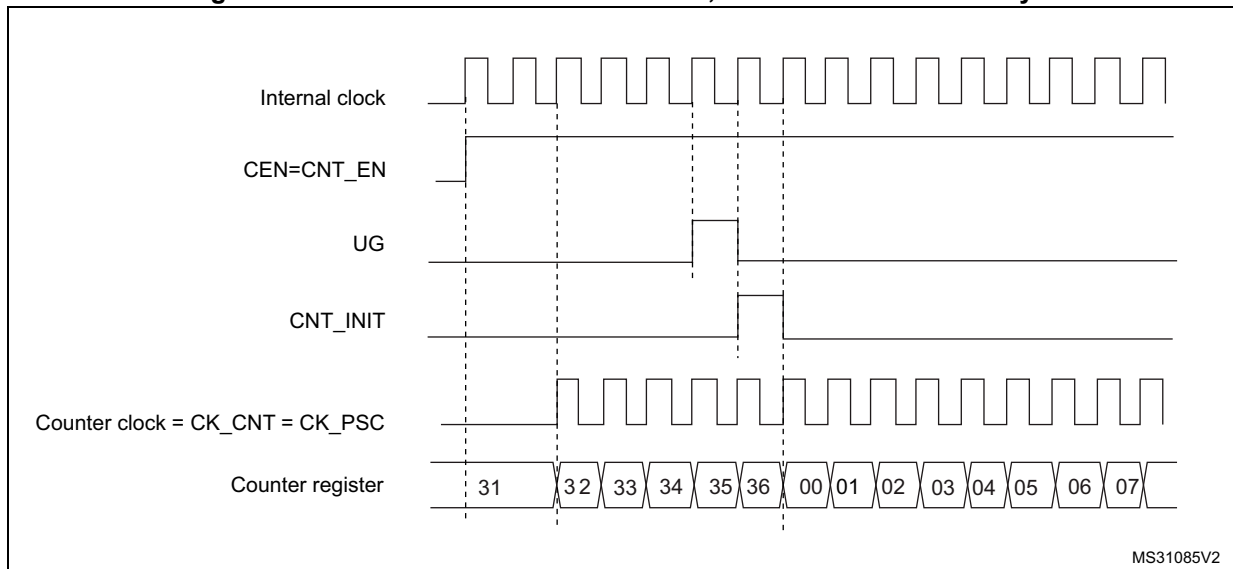 Internal clock
CEN=CNT_EN
UG
CNT_INIT
Counter clock = CK_CNT = CK_PSC
Counter register
31 32 33 34 35 36 00 01 02 03 04 05 06 07
MS31085V2